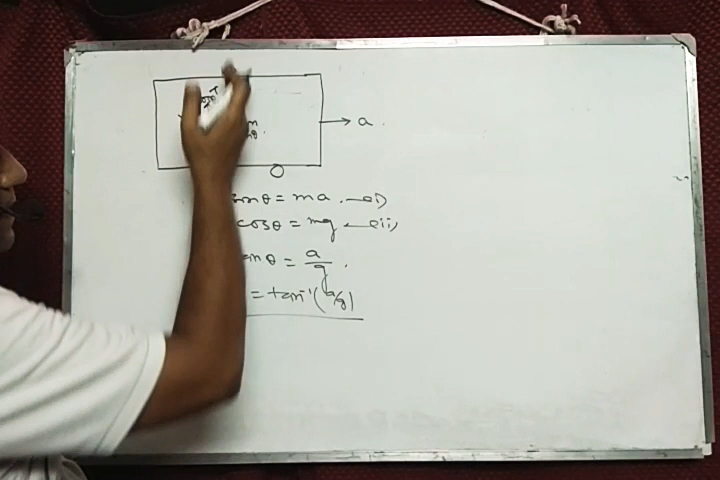 → a
sinθ = ma. —(i)
cosθ = mg —(ii)
tanθ = a/g.
= tan⁻¹(a/g)